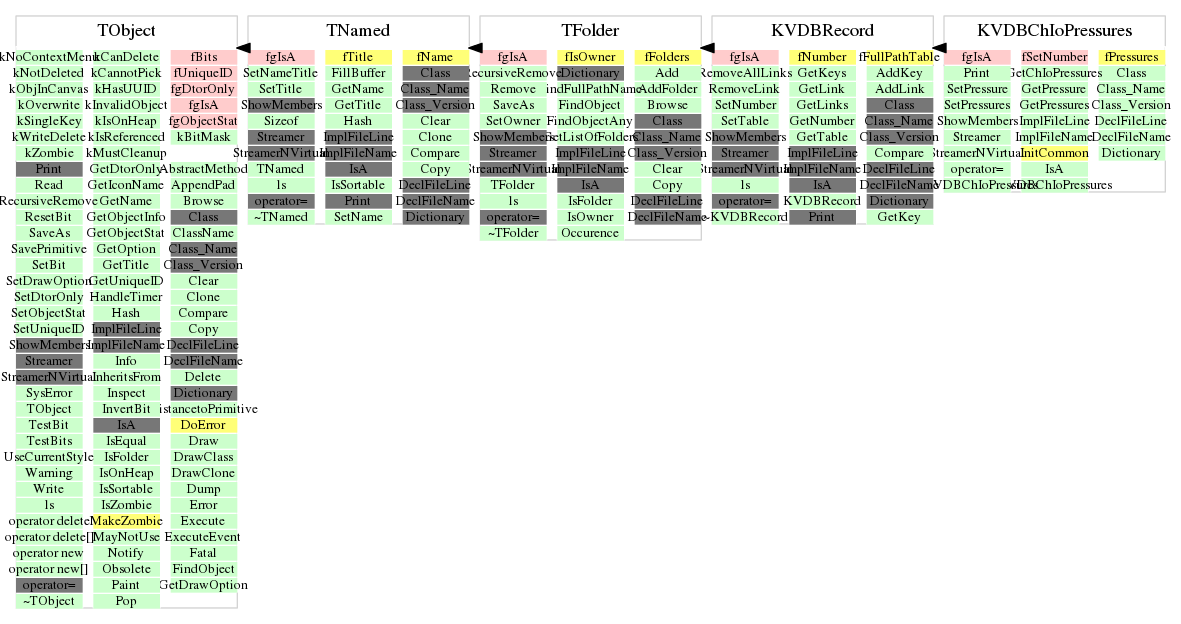 TObject
kNoContextMenu
kNotDeleted
kObjInCanvas
kOverwrite
kSingleKey
kWriteDelete
kZombie
Print
Read
RecursiveRemove
ResetBit
SaveAs
SavePrimitive
SetBit
SetDrawOption
SetDtorOnly
SetObjectStat
SetUniqueID
ShowMembers
Streamer
StreamerNVirtual
SysError
TObject
TestBit
TestBits
UseCurrentStyle
Warning
Write
ls
operator delete
operator delete[]
operator new
operator new[]
operator=
~TObject
kCanDelete
kCannotPick
kHasUUID
kInvalidObject
kIsOnHeap
kIsReferenced
kMustCleanup
GetDtorOnly
GetIconName
GetName
GetObjectInfo
GetObjectStat
GetOption
GetTitle
GetUniqueID
HandleTimer
Hash
ImplFileLine
ImplFileName
Info
InheritsFrom
Inspect
InvertBit
IsA
IsEqual
IsFolder
IsOnHeap
IsSortable
IsZombie
MakeZombie
MayNotUse
Notify
Obsolete
Paint
Pop
fBits
fUniqueID
fgDtorOnly
fgIsA
fgObjectStat
kBitMask
AbstractMethod
AppendPad
Browse
Class
ClassName
Class_Name
Class_Version
Clear
Clone
Compare
Copy
DeclFileLine
DeclFileName
Delete
Dictionary
istancetoPrimitive
DoError
Draw
DrawClass
DrawClone
Dump
Error
Execute
ExecuteEvent
Fatal
FindObject
GetDrawOption
TNamed
fgIsA
SetNameTitle
SetTitle
ShowMembers
Sizeof
Streamer
StreamerNVirtual
TNamed
ls
operator=
~TNamed
fTitle
FillBuffer
GetName
GetTitle
Hash
ImplFileLine
ImplFileName
IsA
IsSortable
Print
SetName
fName
Class
Class_Name
Class_Version
Clear
Clone
Compare
Copy
DeclFileLine
DeclFileName
Dictionary
TFolder
fgIsA
RecursiveRemove
Remove
SaveAs
SetOwner
ShowMembers
Streamer
StreamerNVirtual
TFolder
ls
operator=
~TFolder
fIsOwner
Dictionary
FindFullPathName
FindObject
FindObjectAny
GetListOfFolders
ImplFileLine
ImplFileName
IsA
IsFolder
IsOwner
Occurence
fFolders
Add
AddFolder
Browse
Class
Class_Name
Class_Version
Clear
Copy
DeclFileLine
DeclFileName
KVDBRecord
fgIsA
RemoveAllLinks
RemoveLink
SetNumber
SetTable
ShowMembers
Streamer
StreamerNVirtual
ls
operator=
~KVDBRecord
fNumber
GetKeys
GetLink
GetLinks
GetNumber
GetTable
ImplFileLine
ImplFileName
IsA
KVDBRecord
Print
fFullPathTable
AddKey
AddLink
Class
Class_Name
Class_Version
Compare
DeclFileLine
DeclFileName
Dictionary
GetKey
KVDBChIoPressures
fgIsA
Print
SetPressure
SetPressures
ShowMembers
Streamer
StreamerNVirtual
operator=
KVDBChIoPressures
fSetNumber
GetChIoPressures
GetPressure
GetPressures
ImplFileLine
ImplFileName
InitCommon
IsA
KVDBChIoPressures
fPressures
Class
Class_Name
Class_Version
DeclFileLine
DeclFileName
Dictionary